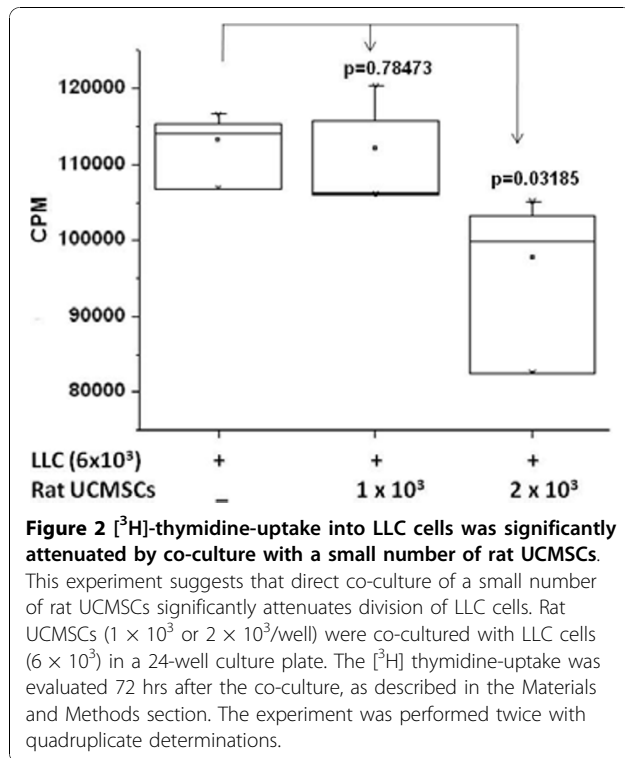 p=0.78473
p=0.03185
CPM
120000
110000
100000
90000
80000
LLC (6x10³) + + +
Rat UCMSCs _ 1 x 10³ 2 x 10³
Figure 2 [³H]-thymidine-uptake into LLC cells was significantly
attenuated by co-culture with a small number of rat UCMSCs.
This experiment suggests that direct co-culture of a small number
of rat UCMSCs significantly attenuates division of LLC cells. Rat
UCMSCs (1 × 10³ or 2 × 10³/well) were co-cultured with LLC cells
(6 × 10³) in a 24-well culture plate. The [³H] thymidine-uptake was
evaluated 72 hrs after the co-culture, as described in the Materials
and Methods section. The experiment was performed twice with
quadruplicate determinations.